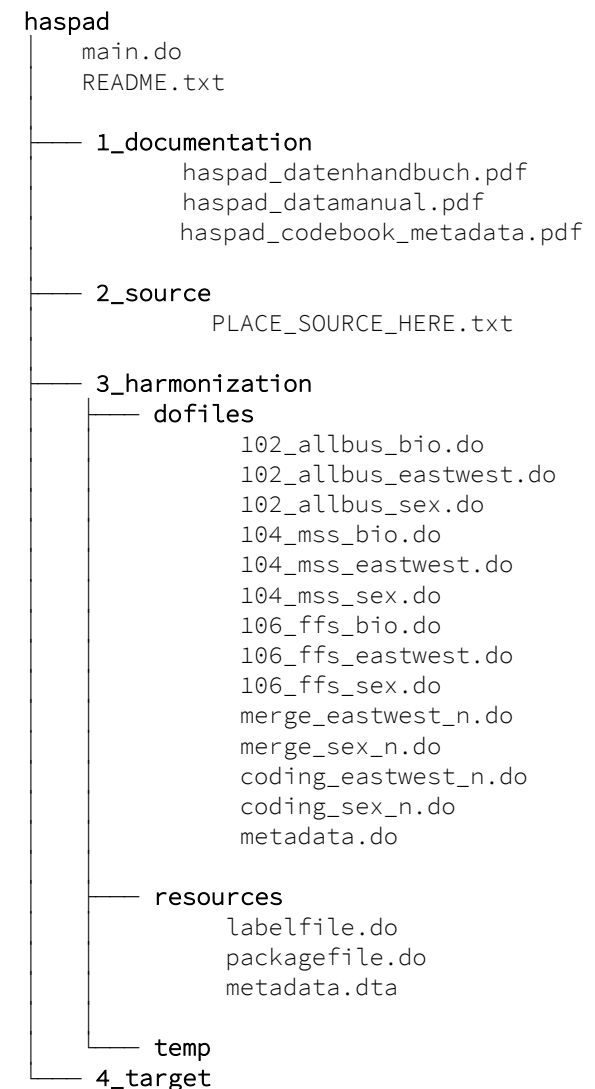 haspad
main.do
README.txt
1_documentation
haspad_datenhandbuch.pdf
haspad_datamanual.pdf
haspad_codebook_metadata.pdf
2_source
PLACE_SOURCE_HERE.txt
3_harmonization
dofiles
102_allbus_bio.do
102_allbus_eastwest.do
102_allbus_sex.do
104_mss_bio.do
104_mss_eastwest.do
104_mss_sex.do
106_ffs_bio.do
106_ffs_eastwest.do
106_ffs_sex.do
merge_eastwest_n.do
merge_sex_n.do
coding_eastwest_n.do
coding_sex_n.do
metadata.do
resources
labelfile.do
packagefile.do
metadata.dta
temp
4_target